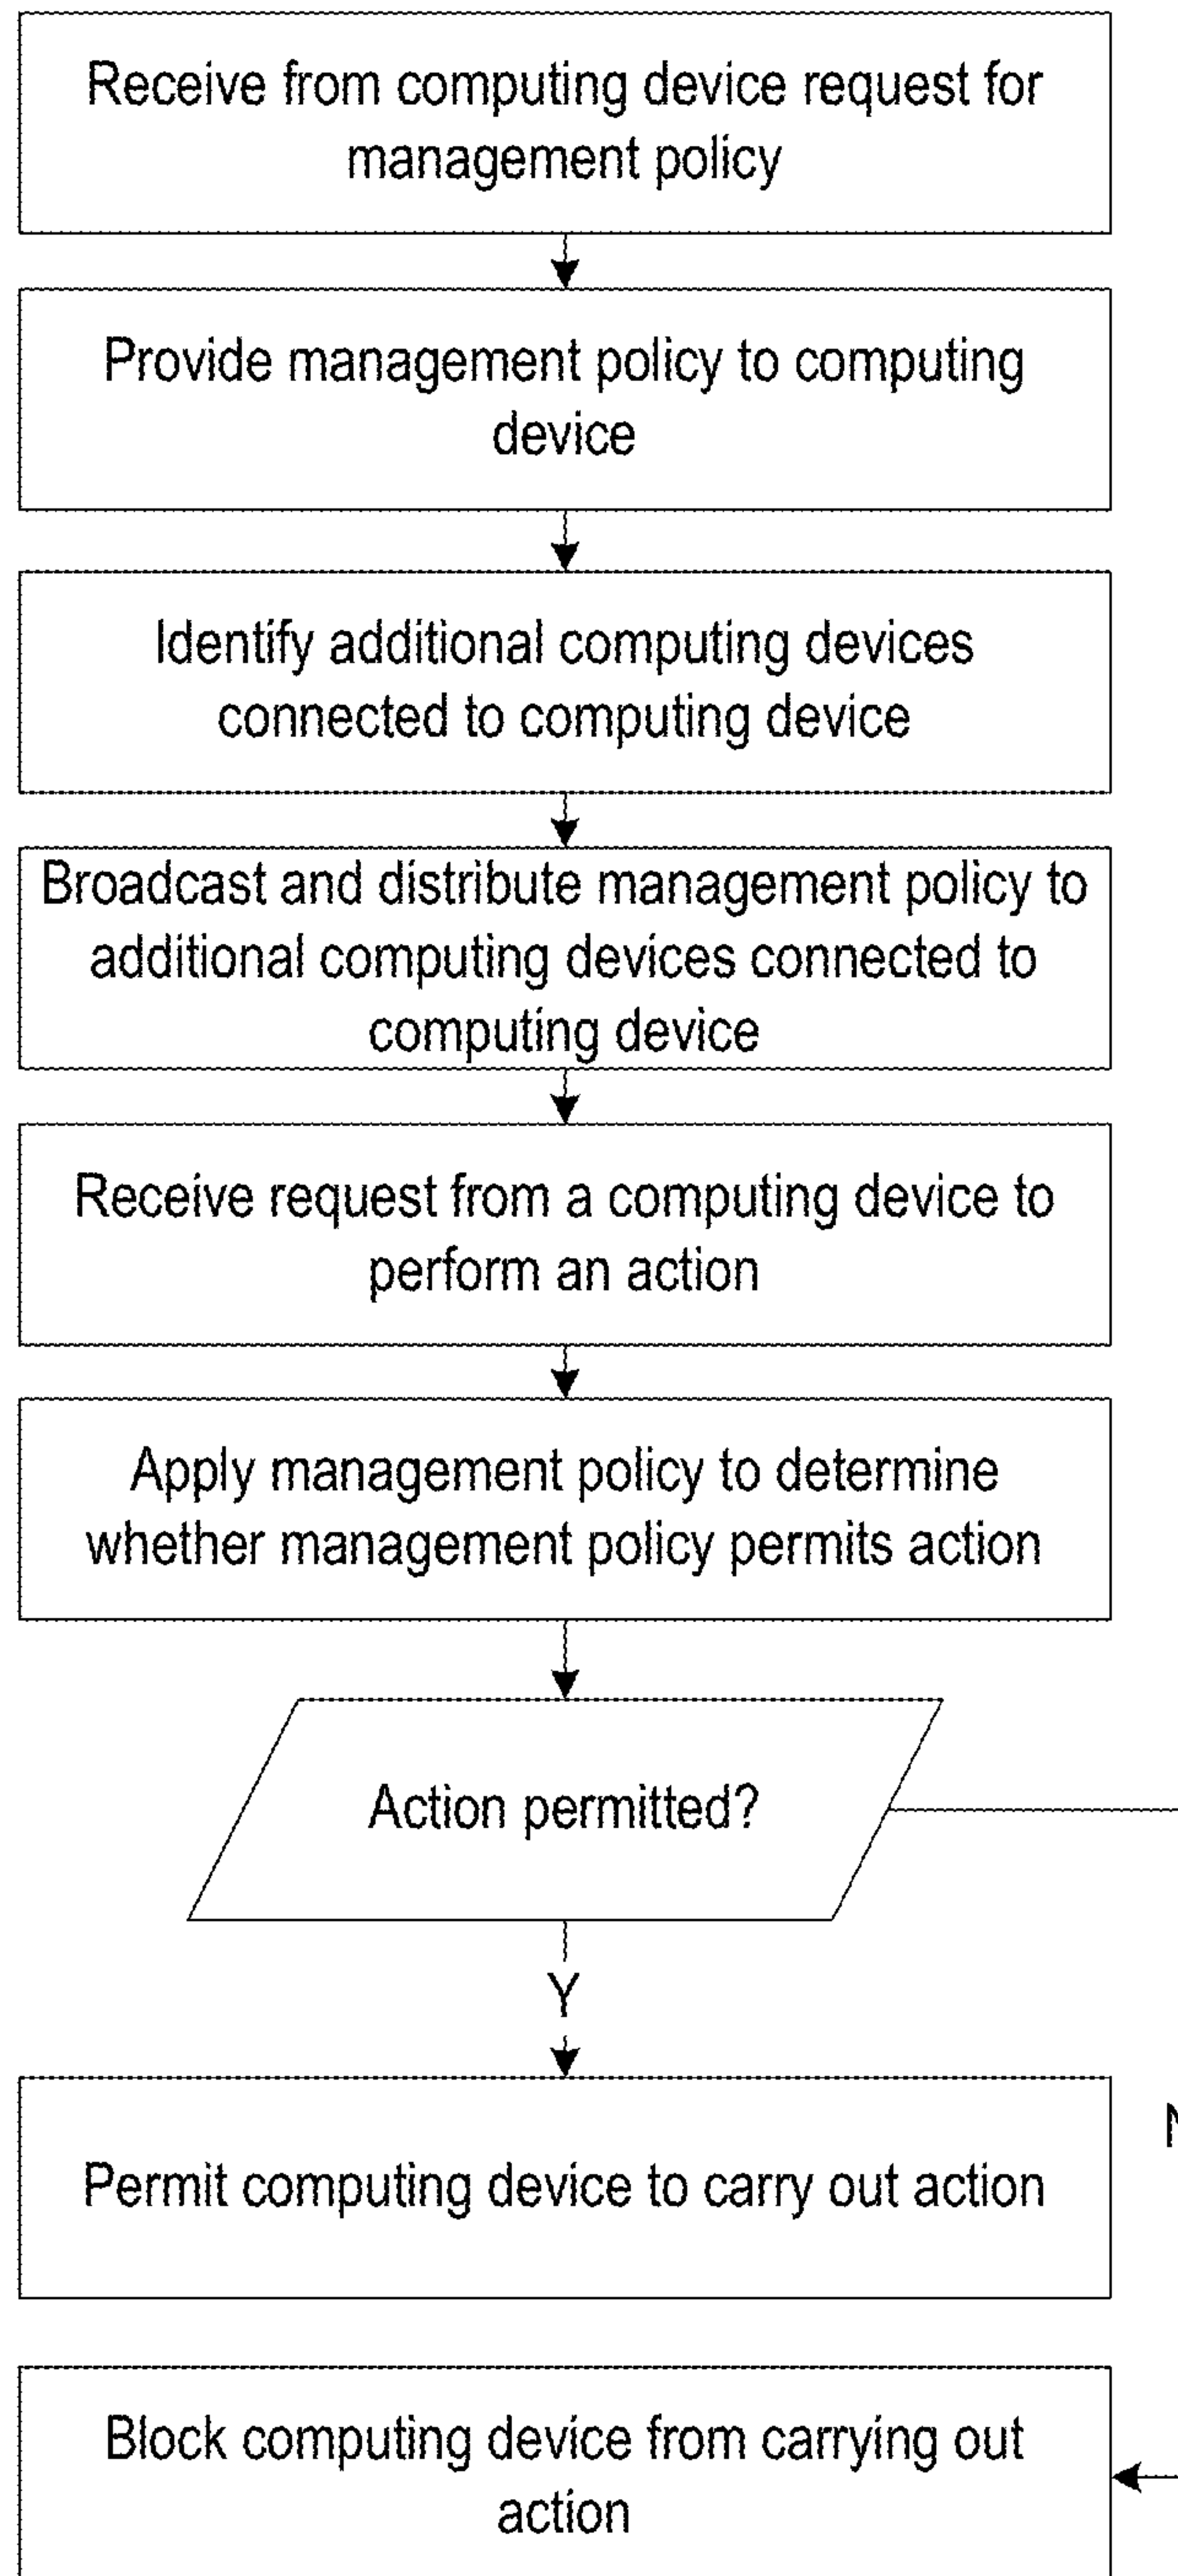 Receive from computing device request for
management policy
Provide management policy to computing
device
Identify additional computing devices
connected to computing device
Broadcast and distribute management policy to
additional computing devices connected to
computing device
Receive request from a computing device to
perform an action
Apply management policy to determine
whether management policy permits action
Action permitted?
Y
Permit computing device to carry out action
N
Block computing device from carrying out
action